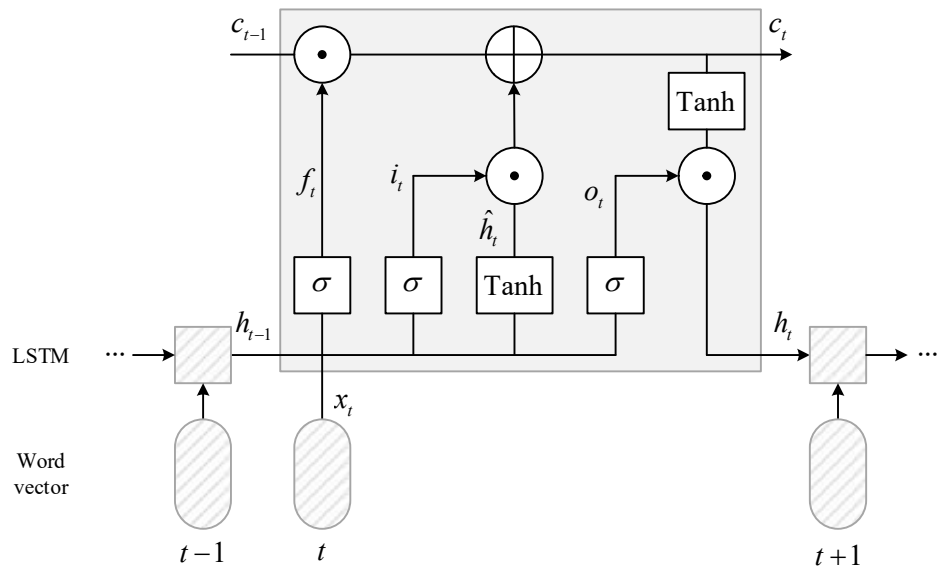 c_{t-1}
c_t
Tanh
f_t
i_t
o_t
ĥ_t
σ
σ
Tanh
σ
h_{t-1}
h_t
LSTM
...
...
x_t
Word
vector
t-1
t
t+1